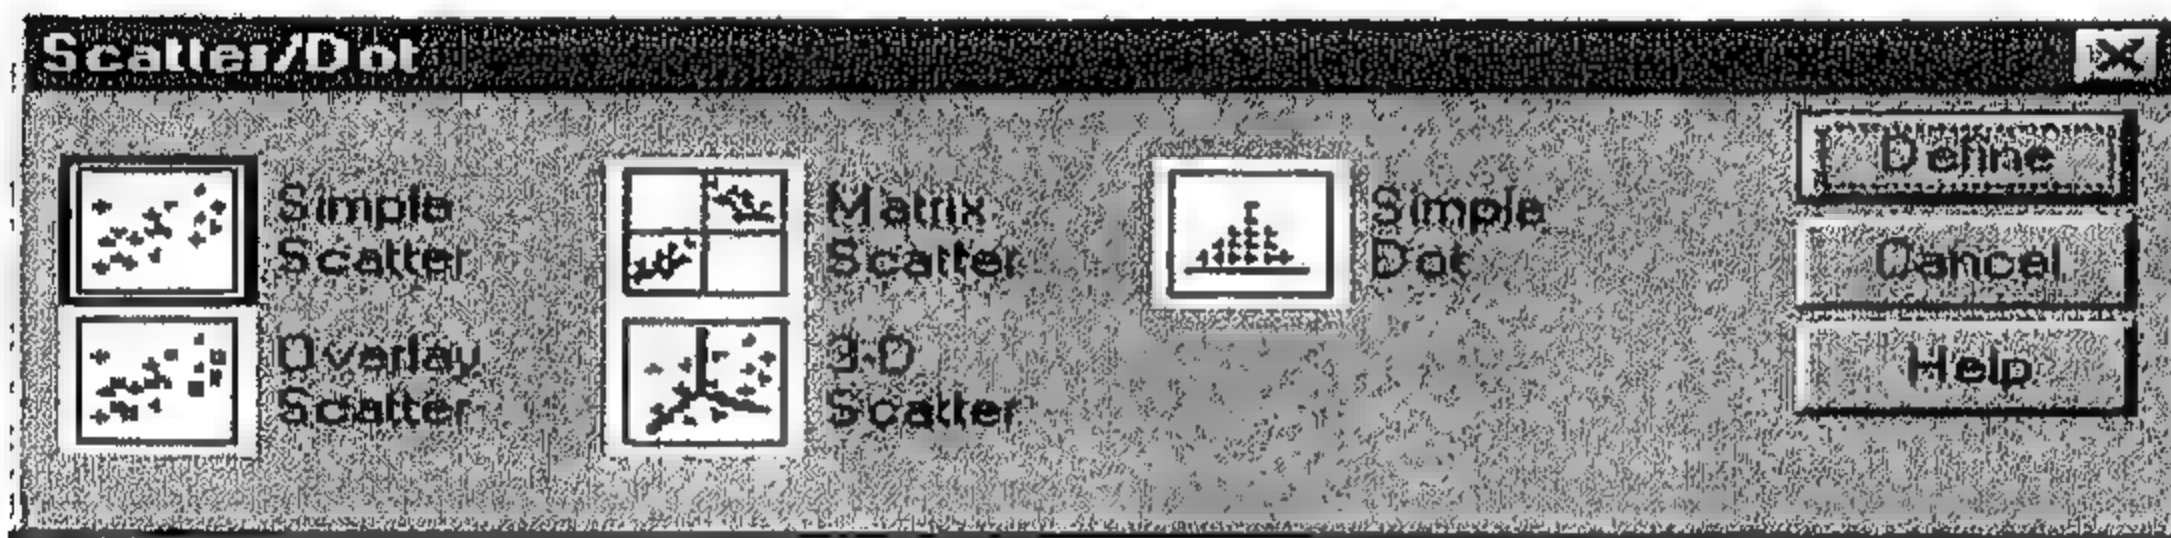 Scatter/Dot
Simple
Scatter
Matrix
Scatter
Simple
Dot
Overlay
Scatter
3-D
Scatter
Define
Cancel
Help